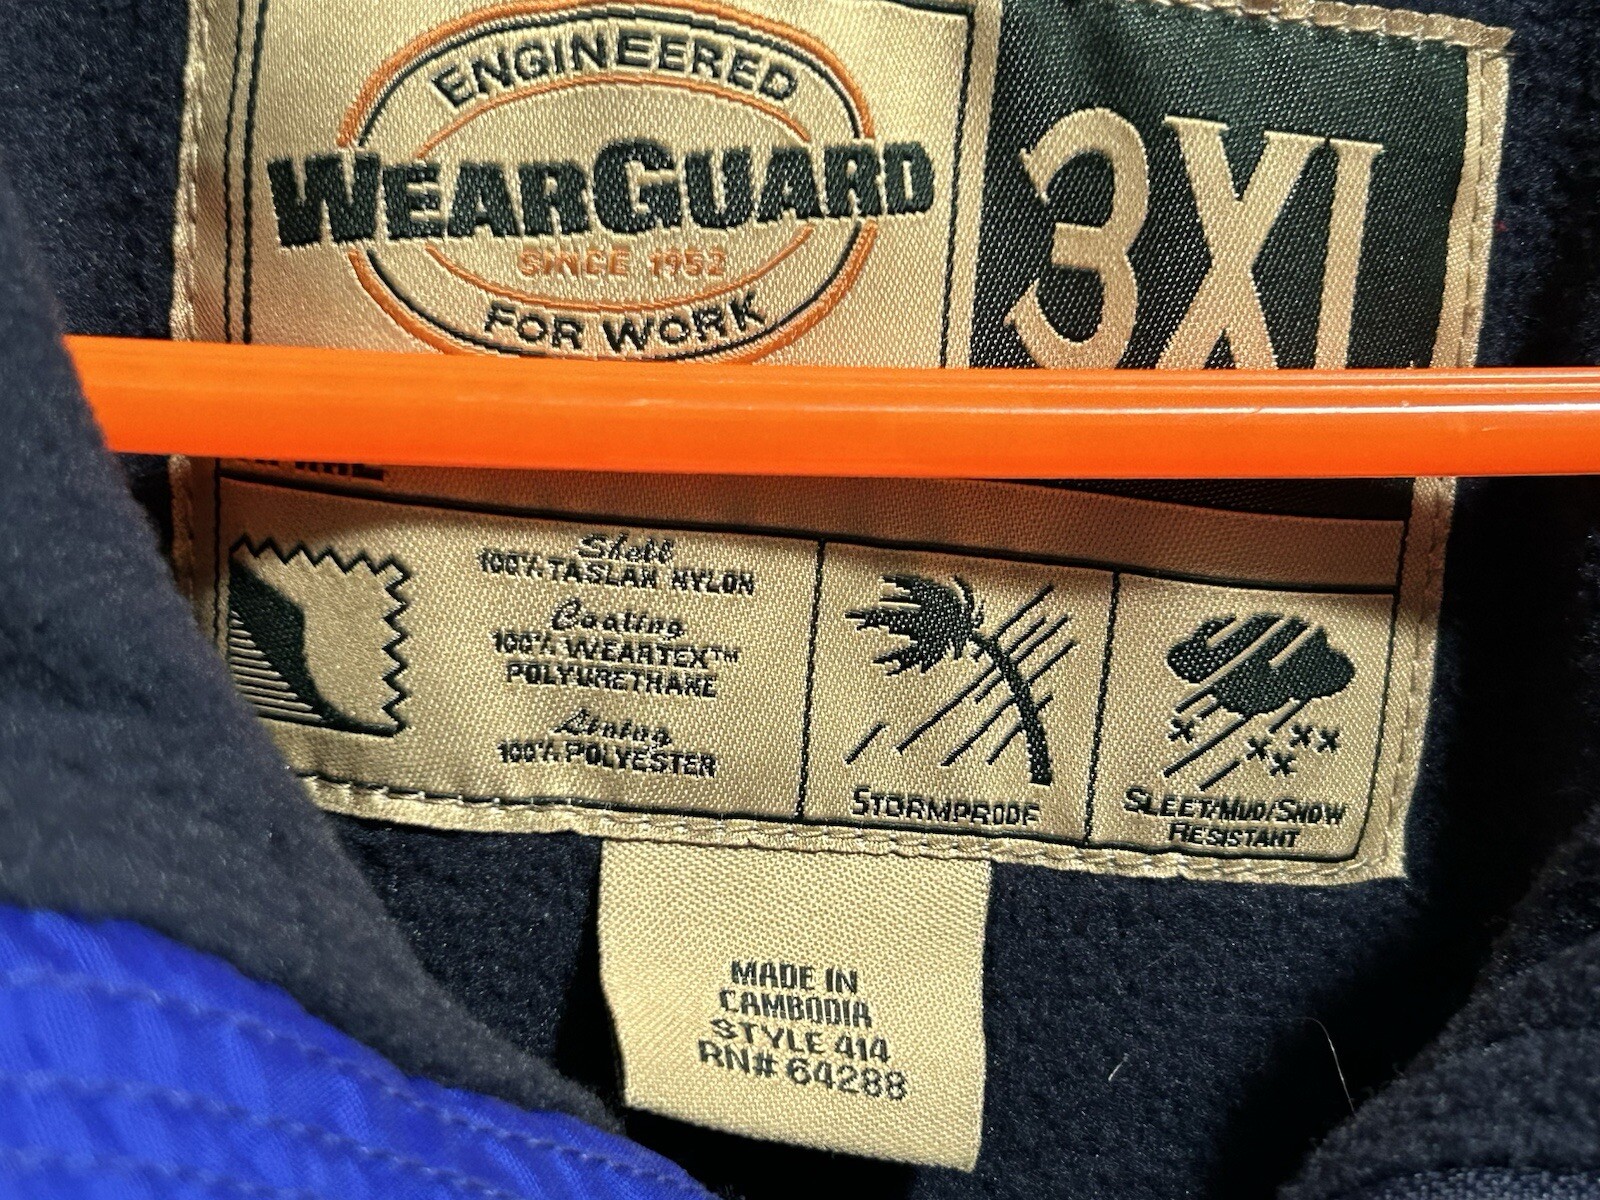 ENGINEERED
WEARGUARD
SINCE 1952
FOR WORK
3XL
Shell
100% TASLAN NYLON
Coating
100% WEARTEX™
POLYURETHANE
Lining
100% POLYESTER
STORMPROOF
SLEET/MUD/SNOW
RESISTANT
MADE IN
CAMBODIA
STYLE 414
RN# 64288